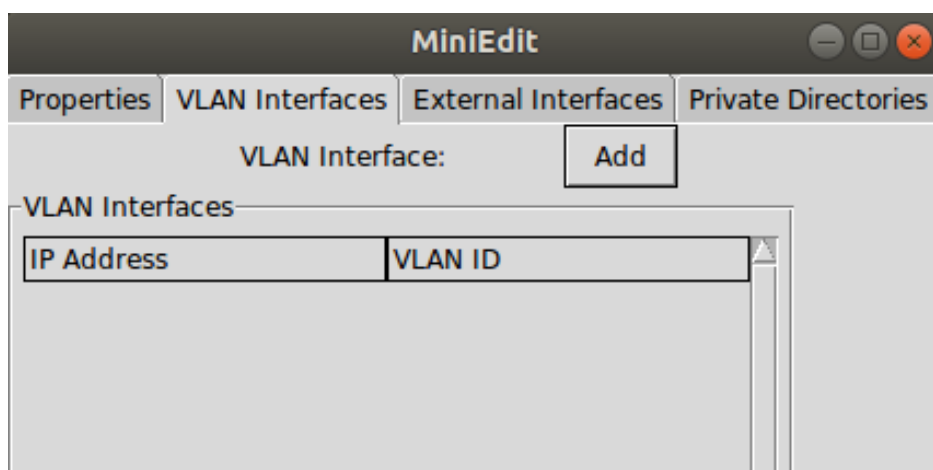 MiniEdit
Properties VLAN Interfaces External Interfaces Private Directories
VLAN Interface: Add
VLAN Interfaces
IP Address VLAN ID